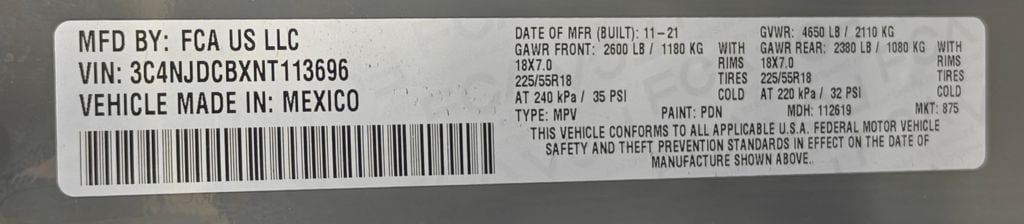 MFD BY: FCA US LLC
VIN: 3C4NJDCBXNT113696
VEHICLE MADE IN: MEXICO
DATE OF MFR (BUILT): 11-21 GVWR: 4650 LB / 2110 KG
GAWR FRONT: 2600 LB / 1180 KG WITH GAWR REAR: 2380 LB / 1080 KG WITH
18X7.0 RIMS 18X7.0 RIMS
225/55R18 TIRES 225/55R18 TIRES
AT 240 kPa / 35 PSI COLD AT 220 kPa / 32 PSI COLD
TYPE: MPV PAINT: PDN MDH: 112619 MKT: 875
THIS VEHICLE CONFORMS TO ALL APPLICABLE U.S.A. FEDERAL MOTOR VEHICLE
SAFETY AND THEFT PREVENTION STANDARDS IN EFFECT ON THE DATE OF
MANUFACTURE SHOWN ABOVE.